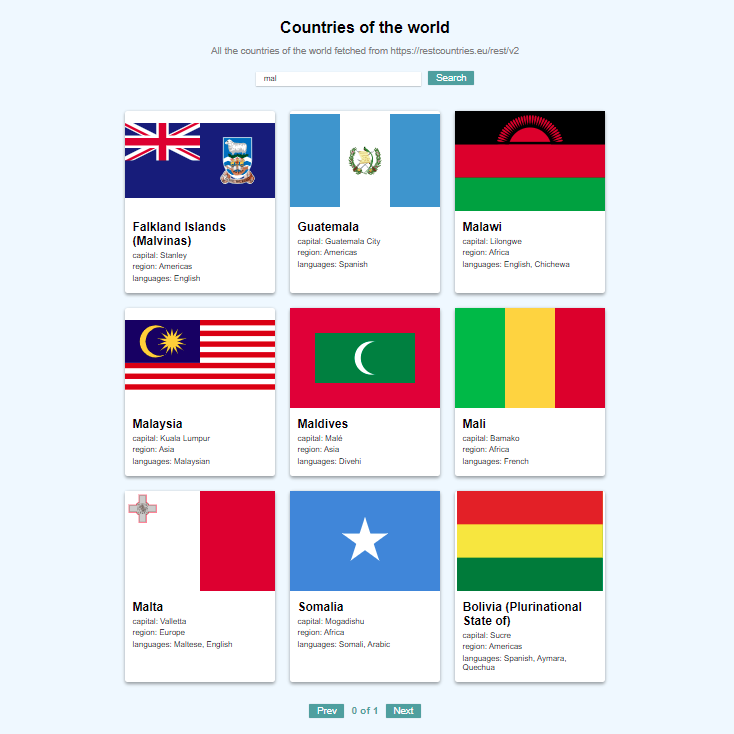 Countries of the world
All the countries of the world fetched from https://restcountries.eu/rest/v2
mal
Search
Falkland Islands
(Malvinas)
capital: Stanley
region: Americas
languages: English
Guatemala
capital: Guatemala City
region: Americas
languages: Spanish
Malawi
capital: Lilongwe
region: Africa
languages: English, Chichewa
Malaysia
capital: Kuala Lumpur
region: Asia
languages: Malaysian
Maldives
capital: Malé
region: Asia
languages: Divehi
Mali
capital: Bamako
region: Africa
languages: French
Malta
capital: Valletta
region: Europe
languages: Maltese, English
Somalia
capital: Mogadishu
region: Africa
languages: Somali, Arabic
Bolivia (Plurinational
State of)
capital: Sucre
region: Americas
languages: Spanish, Aymara,
Quechua
Prev
0 of 1
Next